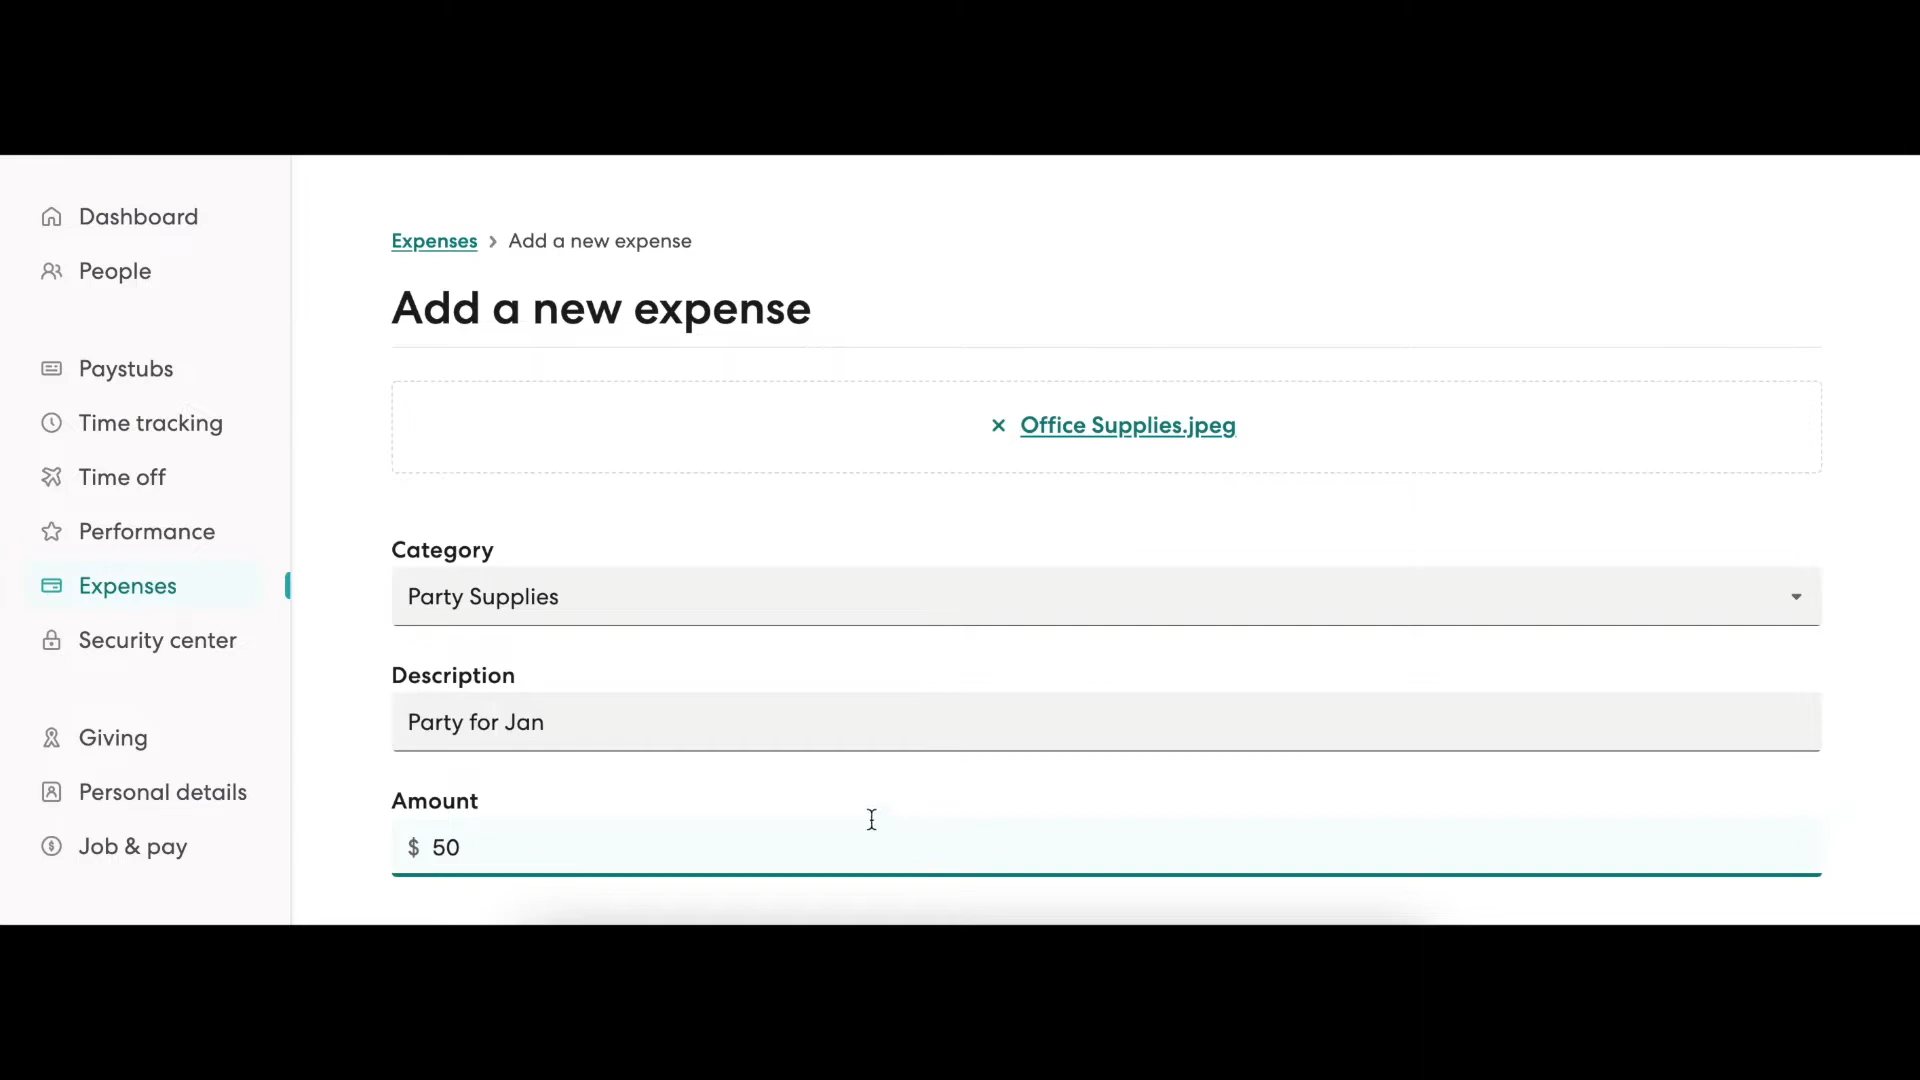 Dashboard
People
Paystubs
Time tracking
Time off
Performance
Expenses
Security center
Giving
Personal details
Job & pay
Expenses > Add a new expense
Add a new expense
× Office Supplies.jpeg
Category
Party Supplies
Description
Party for Jan
Amount
$ 50